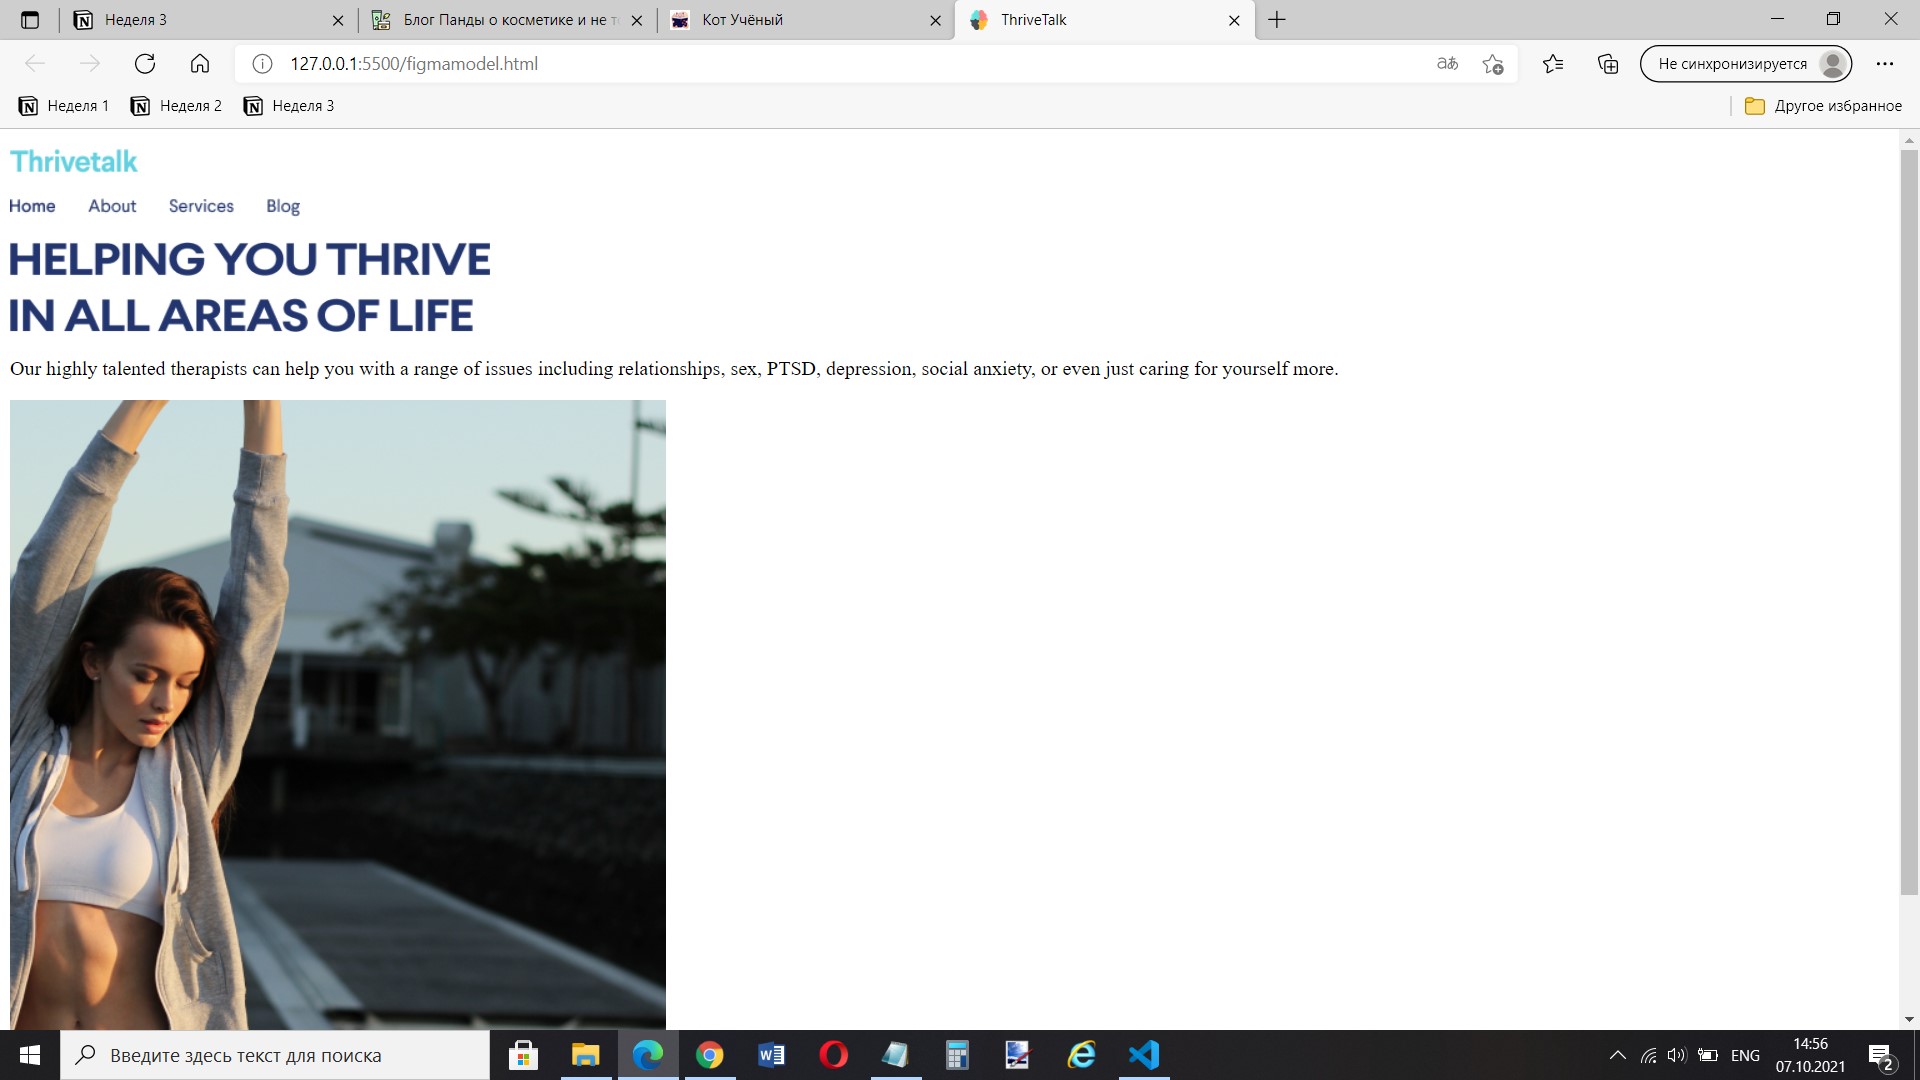 Неделя 3
Блог Панды о косметике и не т
Кот Учёный
ThriveTalk
127.0.0.1:5500/figmamodel.html
Не синхронизируется
Неделя 1
Неделя 2
Неделя 3
Другое избранное
Thrivetalk
Home About Services Blog
HELPING YOU THRIVE
IN ALL AREAS OF LIFE
Our highly talented therapists can help you with a range of issues including relationships, sex, PTSD, depression, social anxiety, or even just caring for yourself more.
Введите здесь текст для поиска
ENG
14:56
07.10.2021
2